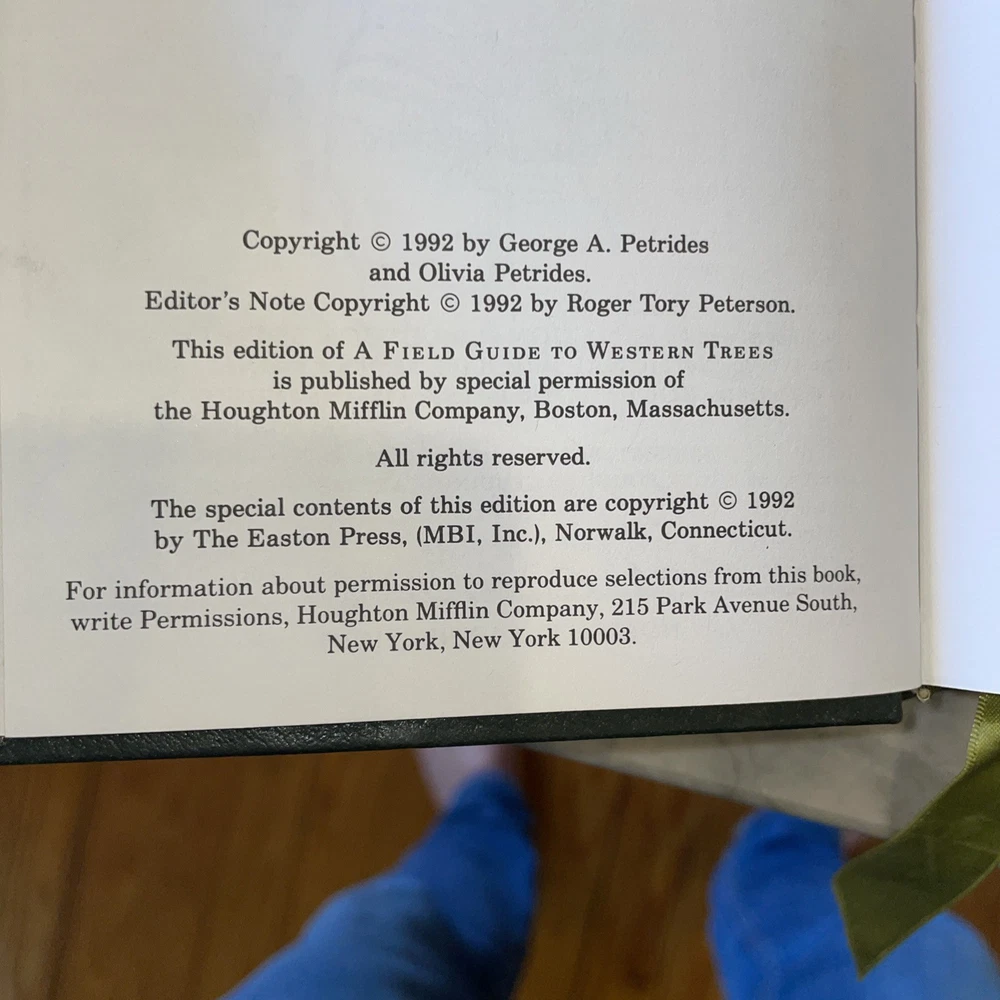 Copyright © 1992 by George A. Petrides
and Olivia Petrides.
Editor's Note Copyright © 1992 by Roger Tory Peterson.
This edition of A FIELD GUIDE TO WESTERN TREES
is published by special permission of
the Houghton Mifflin Company, Boston, Massachusetts.
All rights reserved.
The special contents of this edition are copyright © 1992
by The Easton Press, (MBI, Inc.), Norwalk, Connecticut.
For information about permission to reproduce selections from this book,
write Permissions, Houghton Mifflin Company, 215 Park Avenue South,
New York, New York 10003.